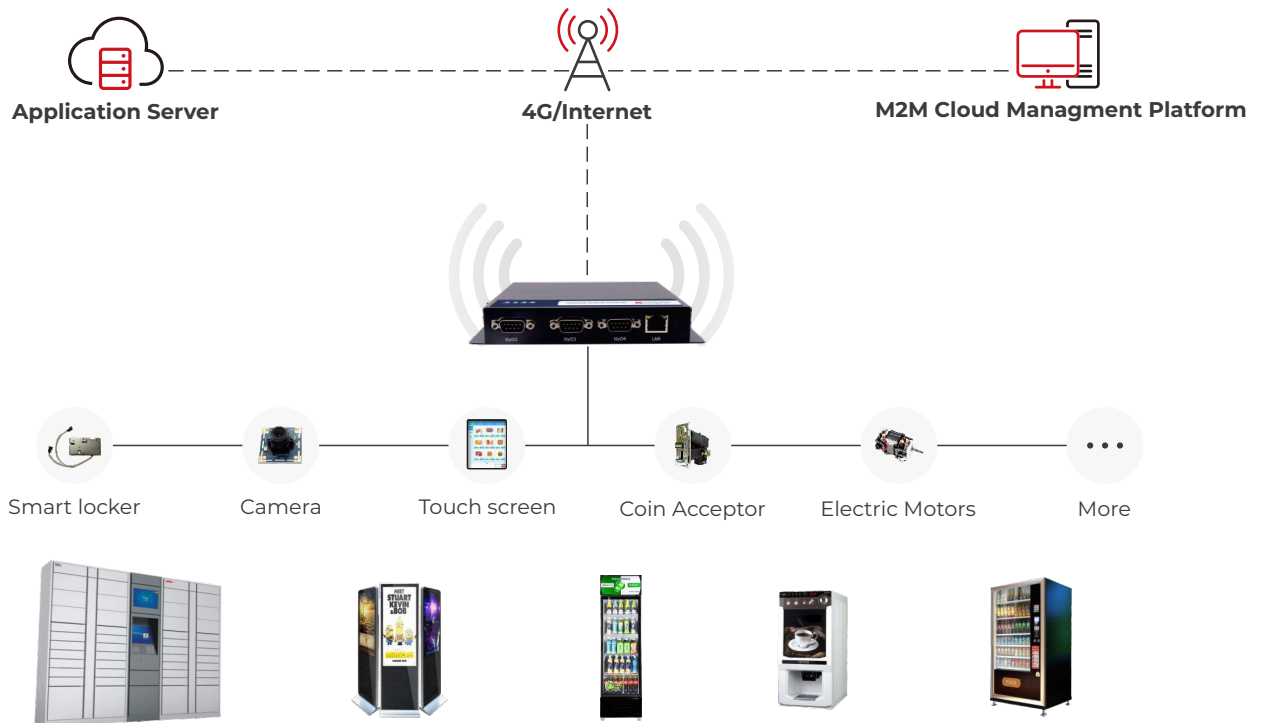 Application Server
4G/Internet
M2M Cloud Managment Platform
LAN
Smart locker
Camera
Touch screen
Coin Acceptor
Electric Motors
More
MEET
STUART
KEVIN
&BOB